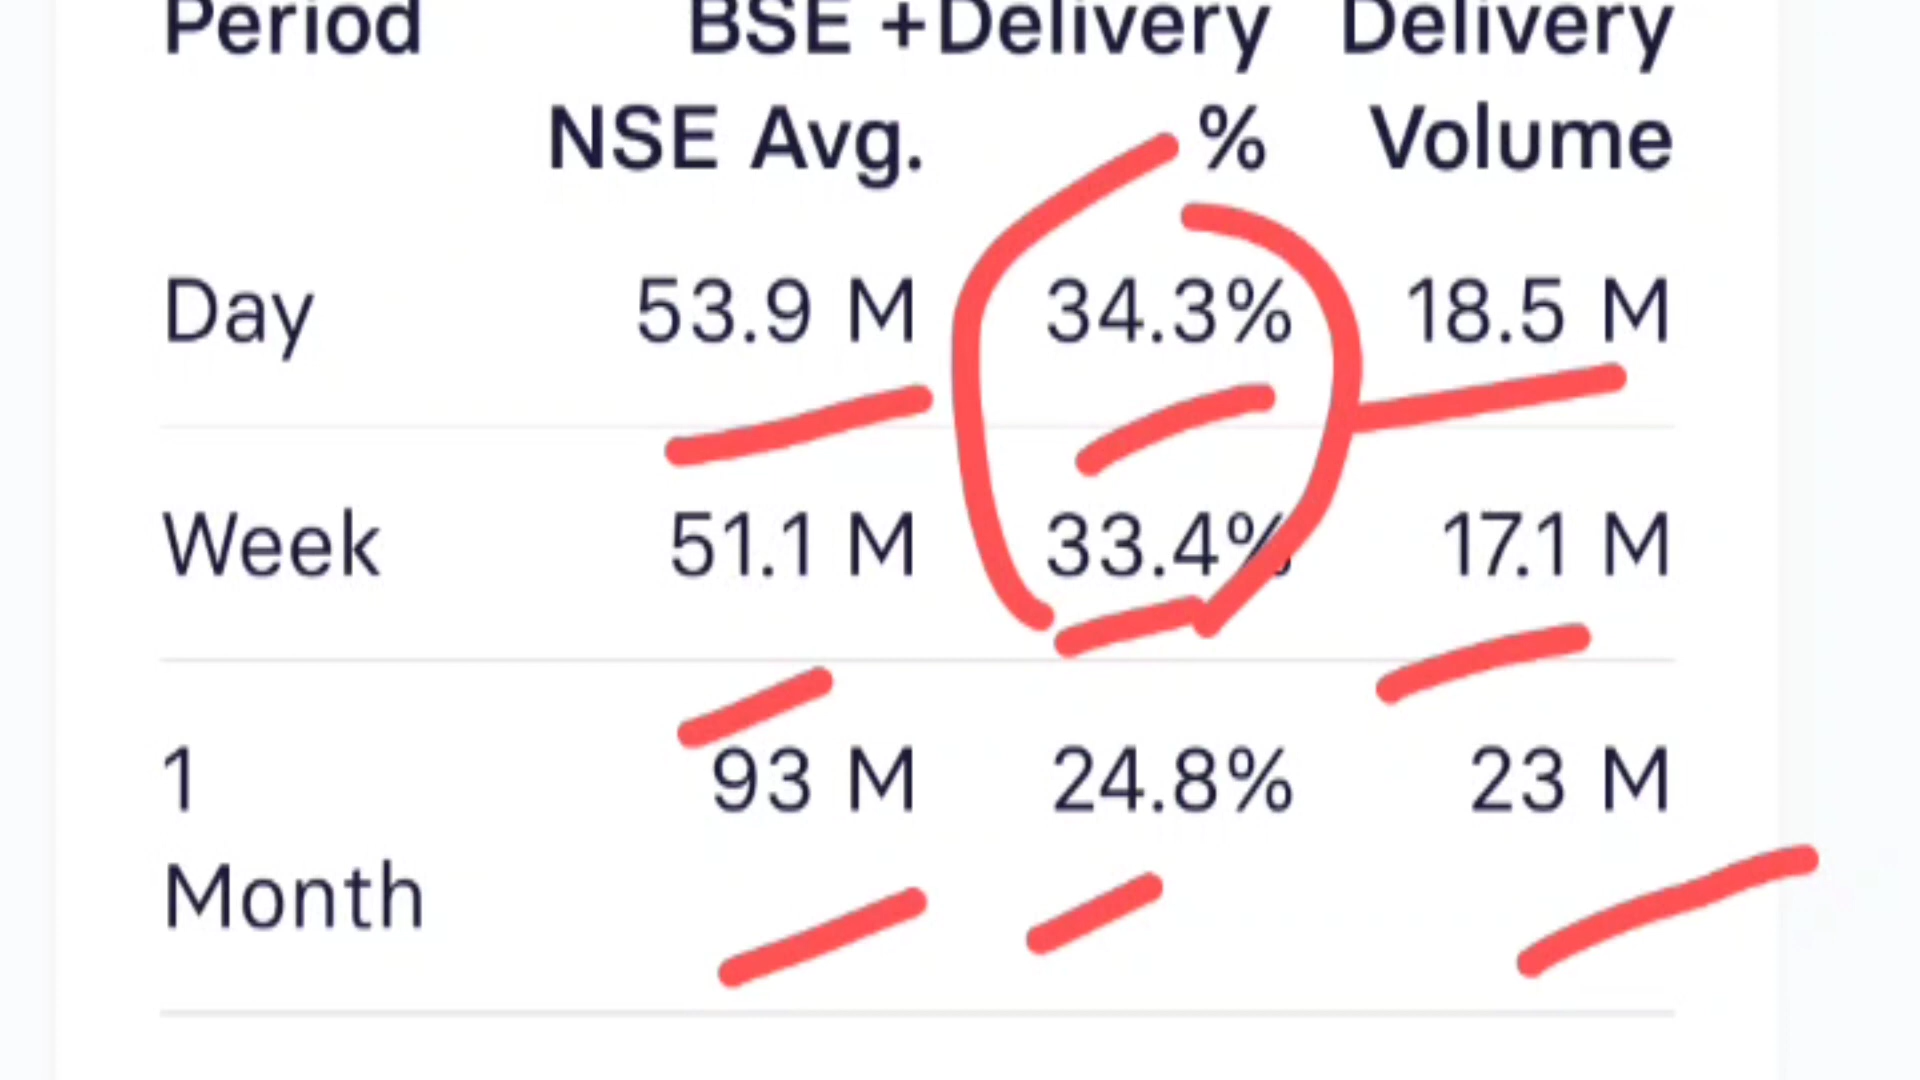 Period BSE +Delivery Delivery
NSE Avg. % Volume
Day 53.9 M 34.3% 18.5 M
Week 51.1 M 33.4% 17.1 M
1 93 M 24.8% 23 M
Month